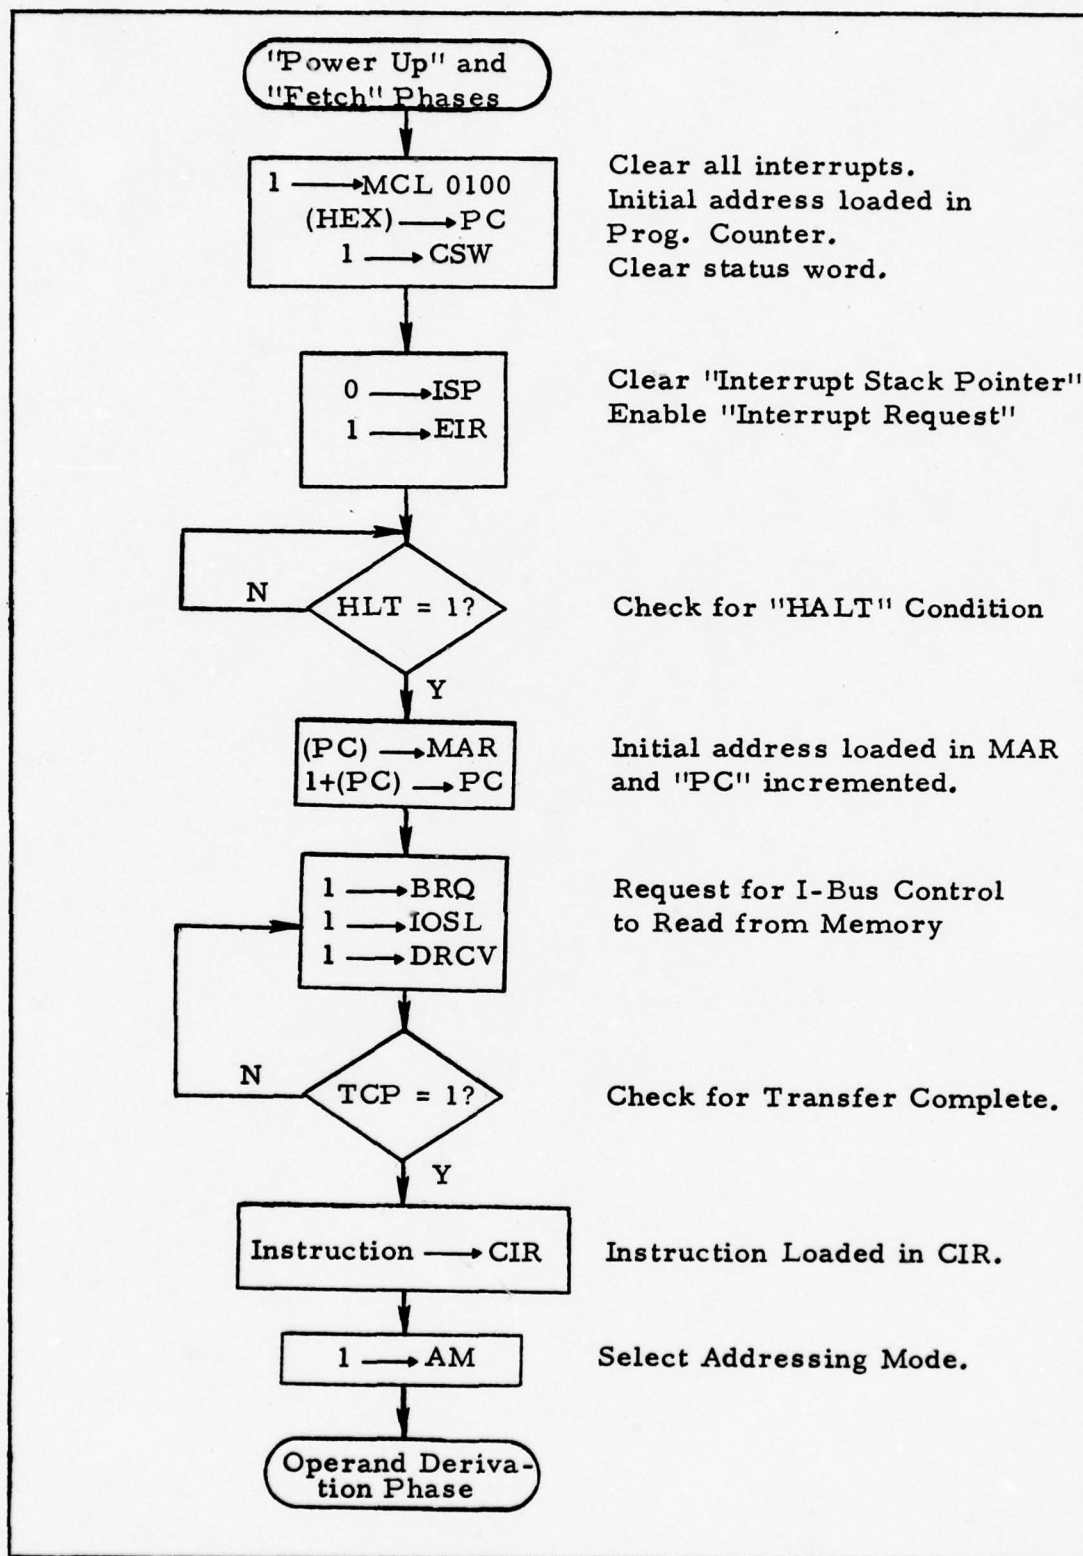 "Power Up" and
"Fetch" Phases
1 ⟶ MCL 0100
(HEX) ⟶ PC
1 ⟶ CSW
Clear all interrupts.
Initial address loaded in
Prog. Counter.
Clear status word.
0 ⟶ ISP
1 ⟶ EIR
Clear "Interrupt Stack Pointer"
Enable "Interrupt Request"
N
HLT = 1?
Check for "HALT" Condition
Y
(PC) ⟶ MAR
1+(PC) ⟶ PC
Initial address loaded in MAR
and "PC" incremented.
1 ⟶ BRQ
1 ⟶ IOSL
1 ⟶ DRCV
Request for I-Bus Control
to Read from Memory
N
TCP = 1?
Check for Transfer Complete.
Y
Instruction ⟶ CIR
Instruction Loaded in CIR.
1 ⟶ AM
Select Addressing Mode.
Operand Deriva-
tion Phase